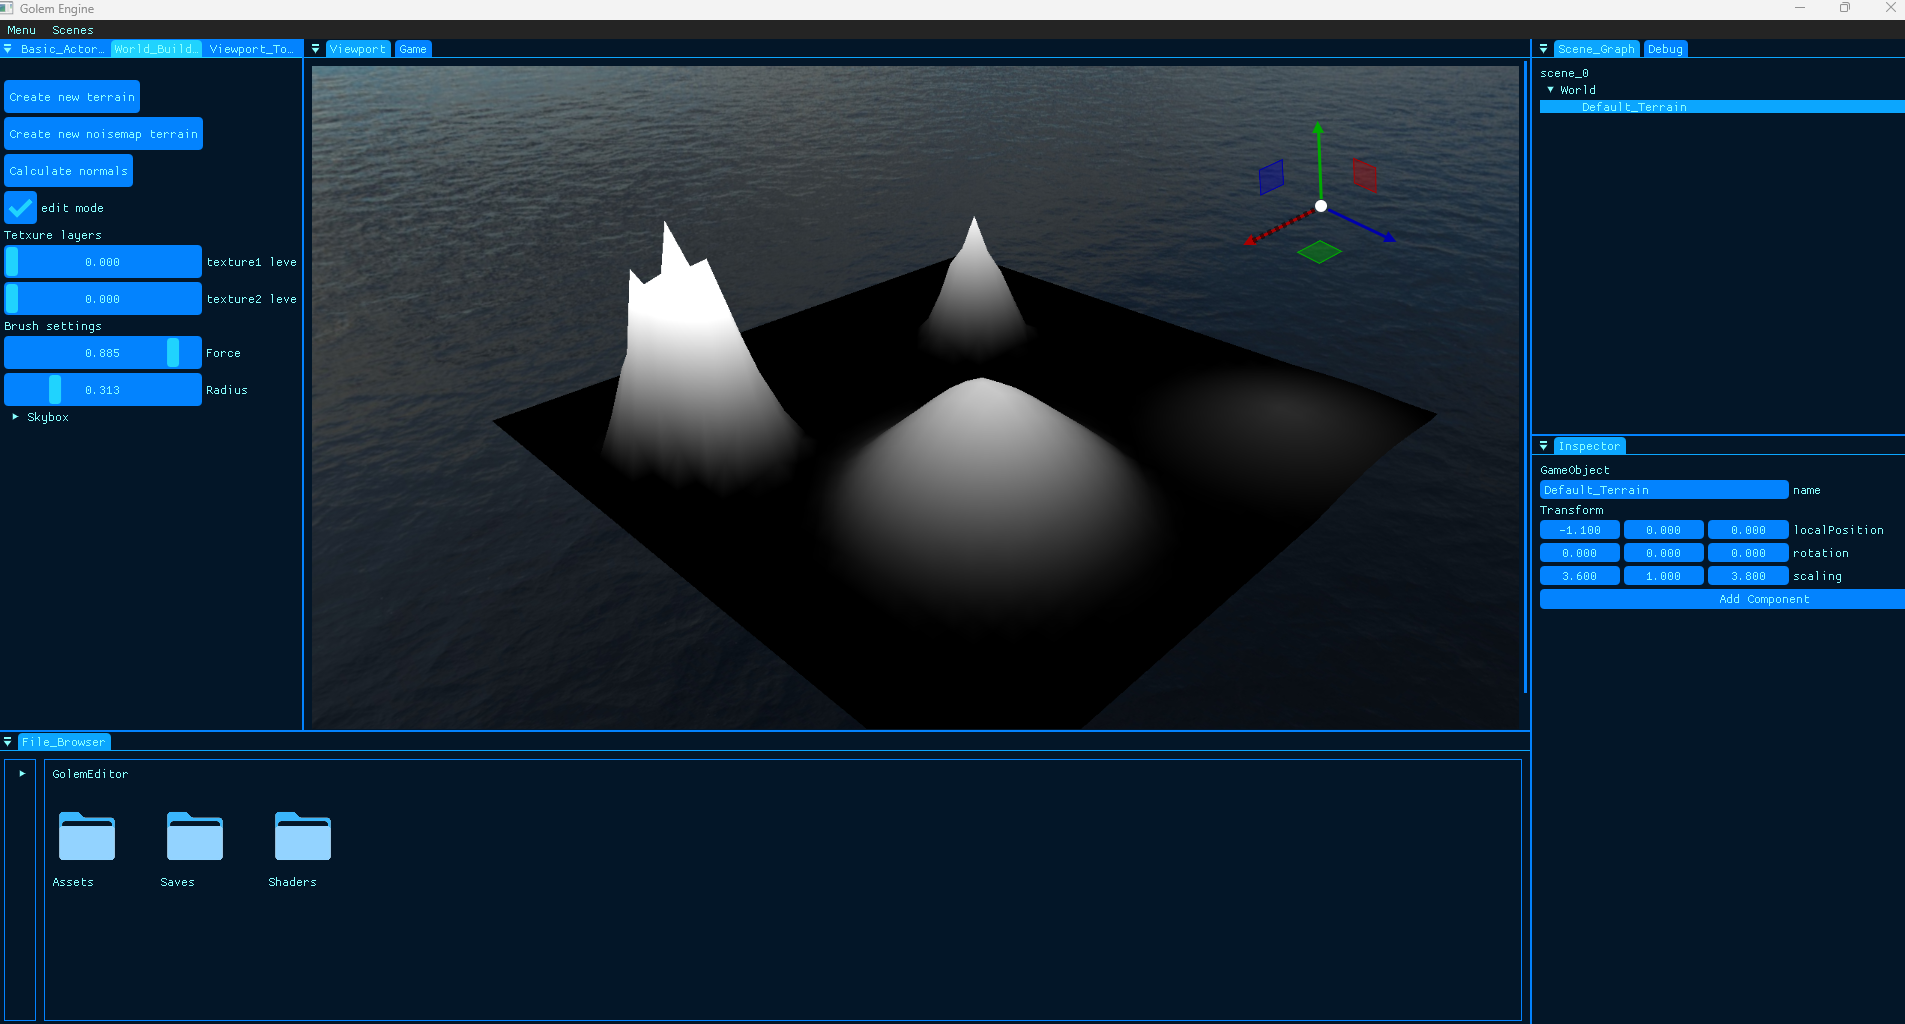 Golem Engine
Menu Scenes
Basic_Actor… World_Build… Viewport_To…
Create new terrain
Create new noisemap terrain
Calculate normals
edit mode
Tetxure layers
0.000 texture1 leve
0.000 texture2 leve
Brush settings
0.885 Force
0.313 Radius
Skybox
Viewport Game
Scene_Graph Debug
scene_0
World
Default_Terrain
Inspector
GameObject
Default_Terrain name
Transform
-1.100 0.000 0.000 localPosition
0.000 0.000 0.000 rotation
3.600 1.000 3.800 scaling
Add Component
File_Browser
GolemEditor
Assets Saves Shaders